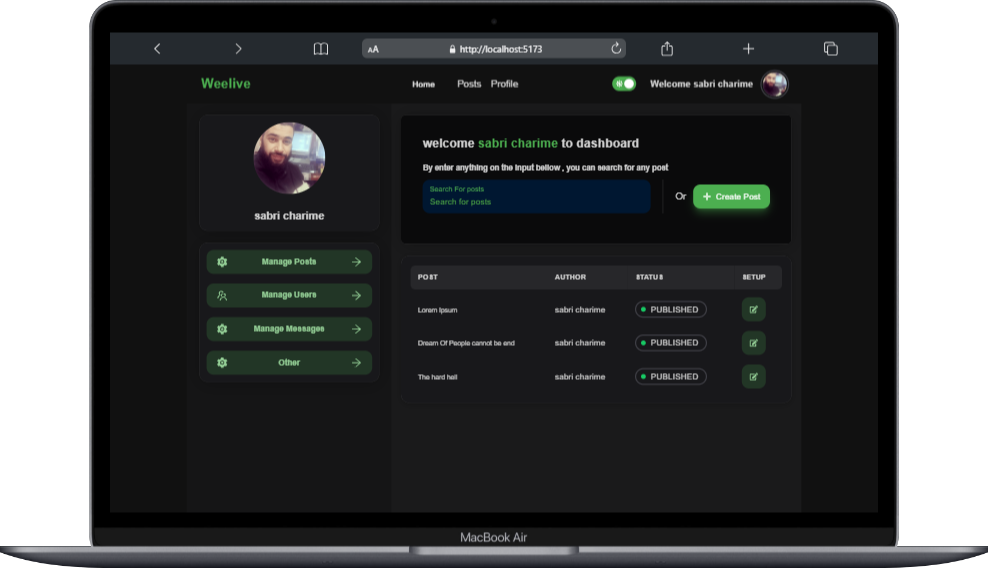 AA http://localhost:5173
Weelive Home Posts Profile Welcome sabri charime
sabri charime
Manage Posts
Manage Users
Manage Messages
Other
welcome sabri charime to dashboard
By enter anything on the input bellow , you can search for any post
Search For posts
Search for posts
Or + Create Post
POST AUTHOR STATUS SETUP
Lorem Ipsum sabri charime PUBLISHED
Dream Of People cannot be end sabri charime PUBLISHED
The hard hell sabri charime PUBLISHED
MacBook Air